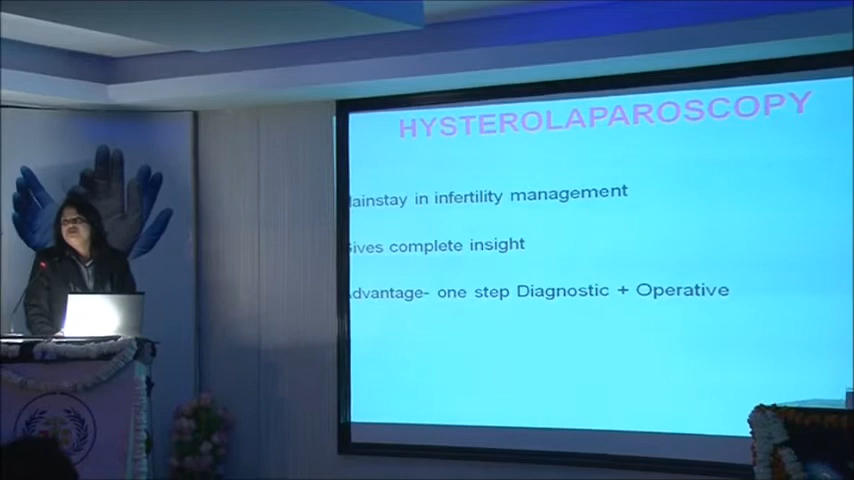 HYSTEROLAPAROSCOPY
ainstay in infertility management
ives complete insight
dvantage- one step Diagnostic + Operative